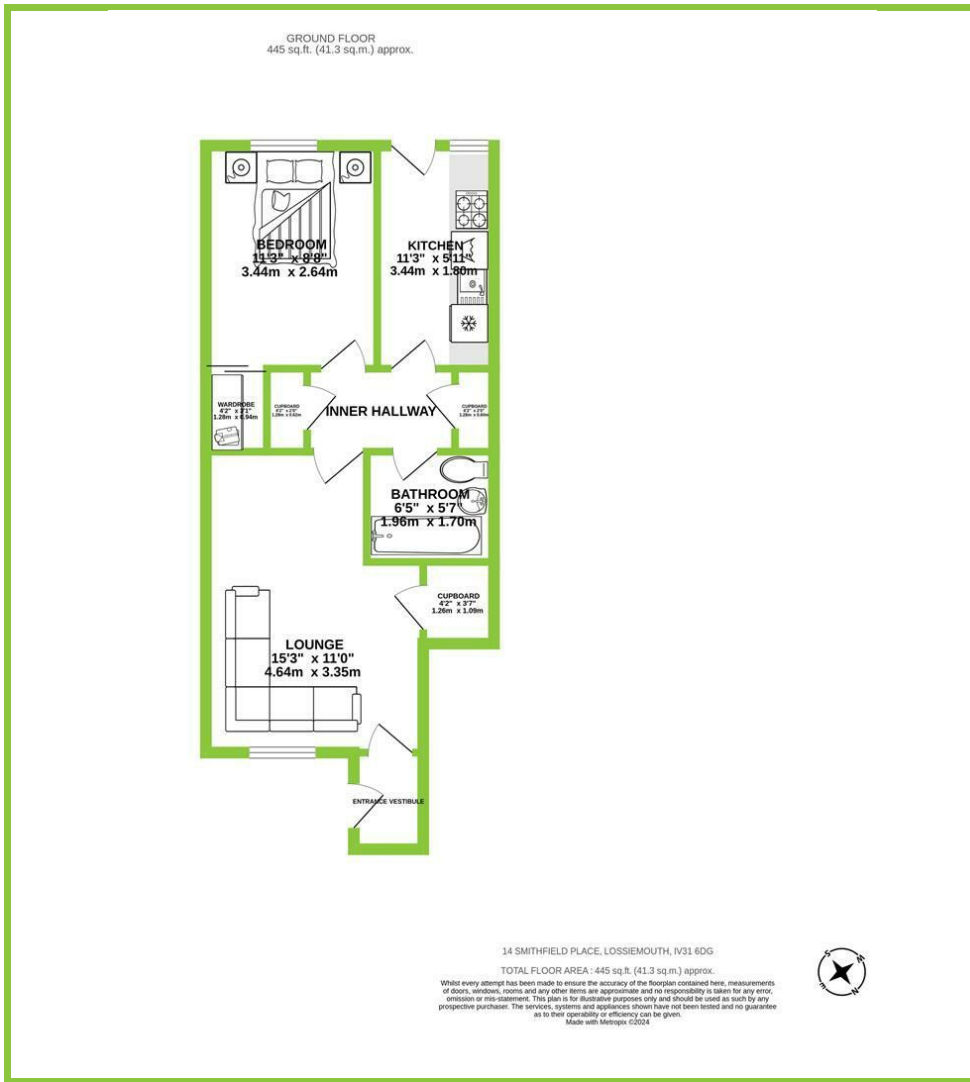 GROUND FLOOR
445 sq.ft. (41.3 sq.m.) approx.
BEDROOM
11'3" x 8'8"
3.44m x 2.64m
KITCHEN
11'3" x 5'11"
3.44m x 1.80m
WARDROBE
4'2" x 3'1"
1.28m x 0.94m
CUPBOARD
INNER HALLWAY
CUPBOARD
BATHROOM
6'5" x 5'7"
1.96m x 1.70m
CUPBOARD
4'2" x 3'7"
1.26m x 1.09m
LOUNGE
15'3" x 11'0"
4.64m x 3.35m
ENTRANCE VESTIBULE
14 SMITHFIELD PLACE, LOSSIEMOUTH, IV31 6DG
TOTAL FLOOR AREA : 445 sq.ft. (41.3 sq.m.) approx.
Whilst every attempt has been made to ensure the accuracy of the floorplan contained here, measurements
of doors, windows, rooms and any other items are approximate and no responsibility is taken for any error,
omission or mis-statement. This plan is for illustrative purposes only and should be used as such by any
prospective purchaser. The services, systems and appliances shown have not been tested and no guarantee
as to their operability or efficiency can be given.
Made with Metropix ©2024
S
W
E
N